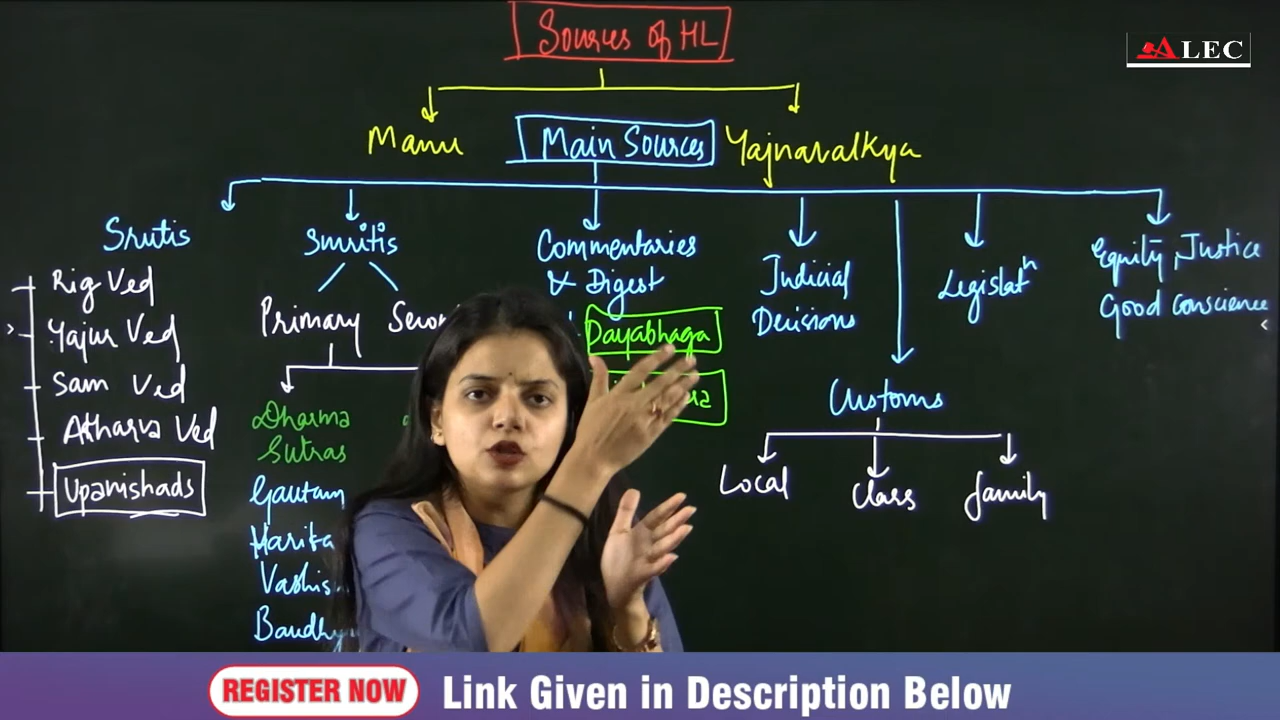 Sources of HL
ALEC
Manu
Main Sources
Yajnavalkya
Srutis
Smritis
Commentaries
& Digest
Judicial
Decisions
Legislatn
Equity, Justice
Good conscience
Rig Ved
Yajur Ved
Sam Ved
Atharva Ved
Upanishads
Primary
Dayabhaga
Dharma
Sutras
Gautam
Harita
Customs
Local
Class
family
REGISTER NOW
Link Given in Description Below